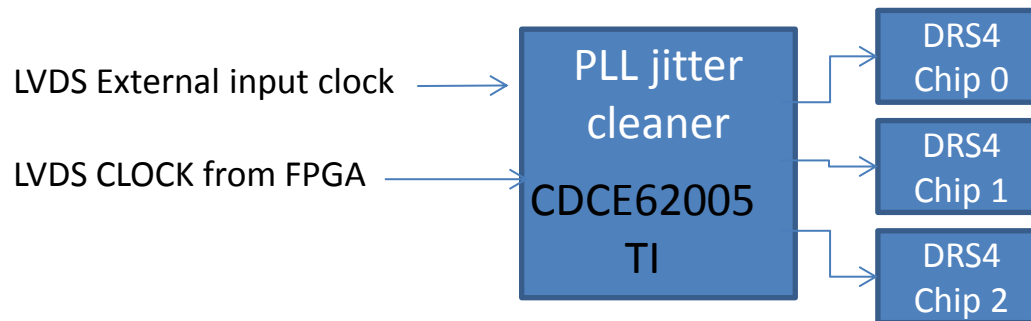 LVDS External input clock
LVDS CLOCK from FPGA
PLL jitter
cleaner
CDCE62005
TI
DRS4
Chip 0
DRS4
Chip 1
DRS4
Chip 2